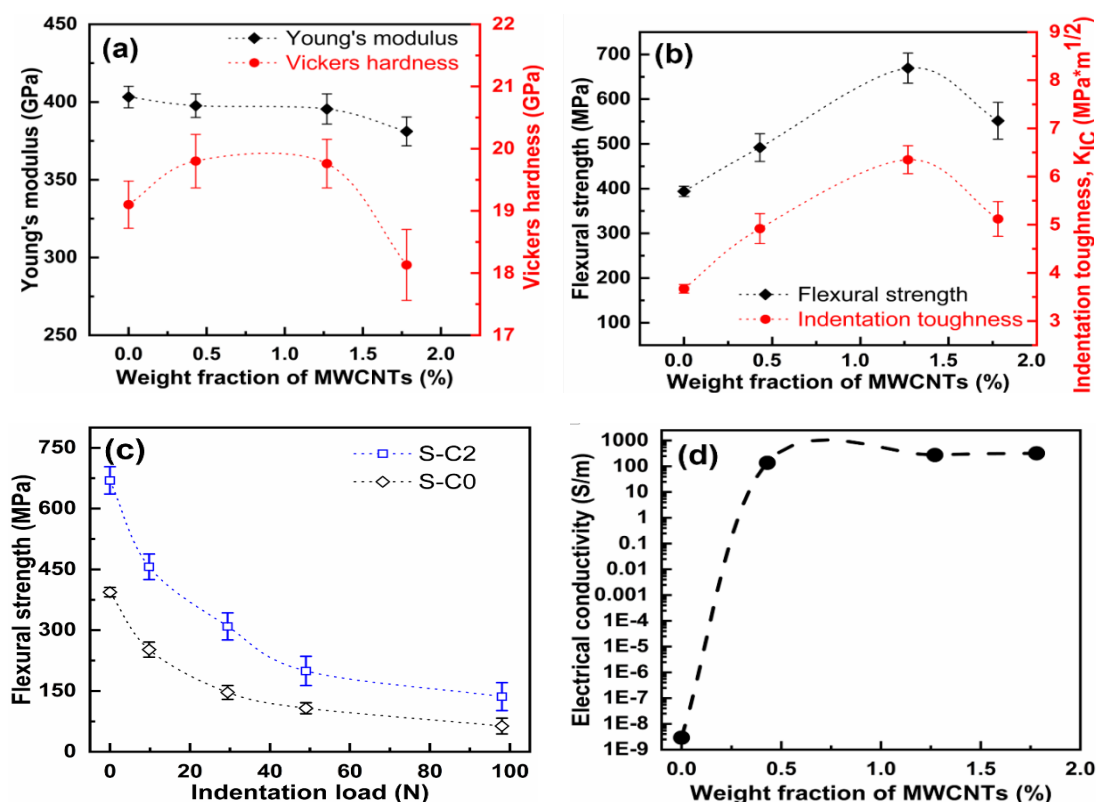 (a)
Young's modulus
Vickers hardness
450
400
350
300
250
Young's modulus (GPa)
22
21
20
19
18
17
Vickers hardness (GPa)
0.0 0.5 1.0 1.5 2.0
Weight fraction of MWCNTs (%)
(b)
700
600
500
400
300
200
100
Flexural strength (MPa)
9
8
7
6
5
4
3
Indentation toughness, K_IC (MPa*m^1/2)
Flexural strength
Indentation toughness
0.0 0.5 1.0 1.5 2.0
Weight fraction of MWCNTs (%)
(c)
S-C2
S-C0
750
600
450
300
150
0
Flexural strength (MPa)
0 20 40 60 80 100
Indentation load (N)
(d)
1000
100
10
1
0.1
0.01
0.001
1E-4
1E-5
1E-6
1E-7
1E-8
1E-9
Electrical conductivity (S/m)
0.0 0.5 1.0 1.5 2.0
Weight fraction of MWCNTs (%)